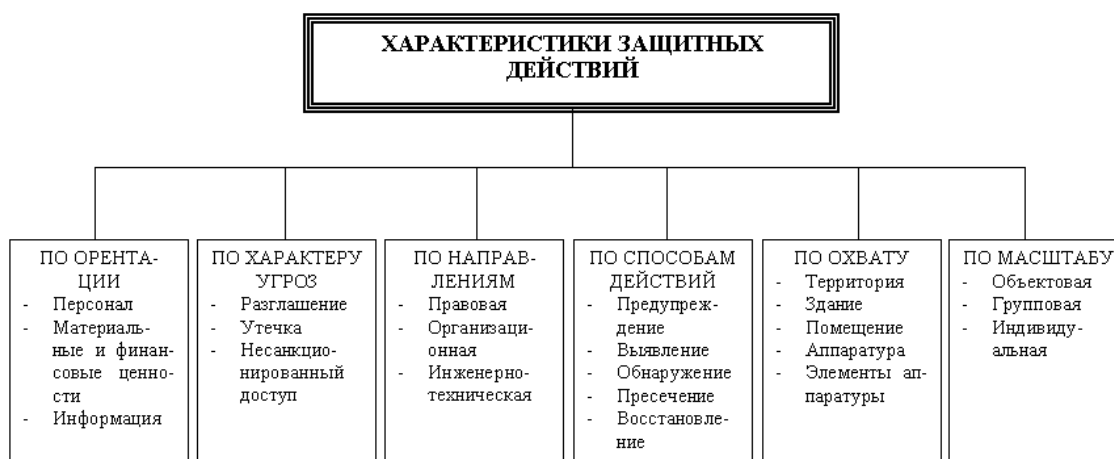 ХАРАКТЕРИСТИКИ ЗАЩИТНЫХ
ДЕЙСТВИЙ
ПО ОРЕНТА-
ЦИИ
- Персонал
- Материаль-
ные и финан-
совые ценно-
сти
- Информация
ПО ХАРАКТЕРУ
УГРОЗ
- Разглашение
- Утечка
- Несанкцио-
нированный
доступ
ПО НАПРАВ-
ЛЕНИЯМ
- Правовая
- Организаци-
онная
- Инженерно-
техническая
ПО СПОСОБАМ
ДЕЙСТВИЙ
- Предупреж-
дение
- Выявление
- Обнаружение
- Пресечение
- Восстановле-
ние
ПО ОХВАТУ
- Территория
- Здание
- Помещение
- Аппаратура
- Элементы ап-
паратуры
ПО МАСШТАБУ
- Объектовая
- Групповая
- Индивиду-
альная